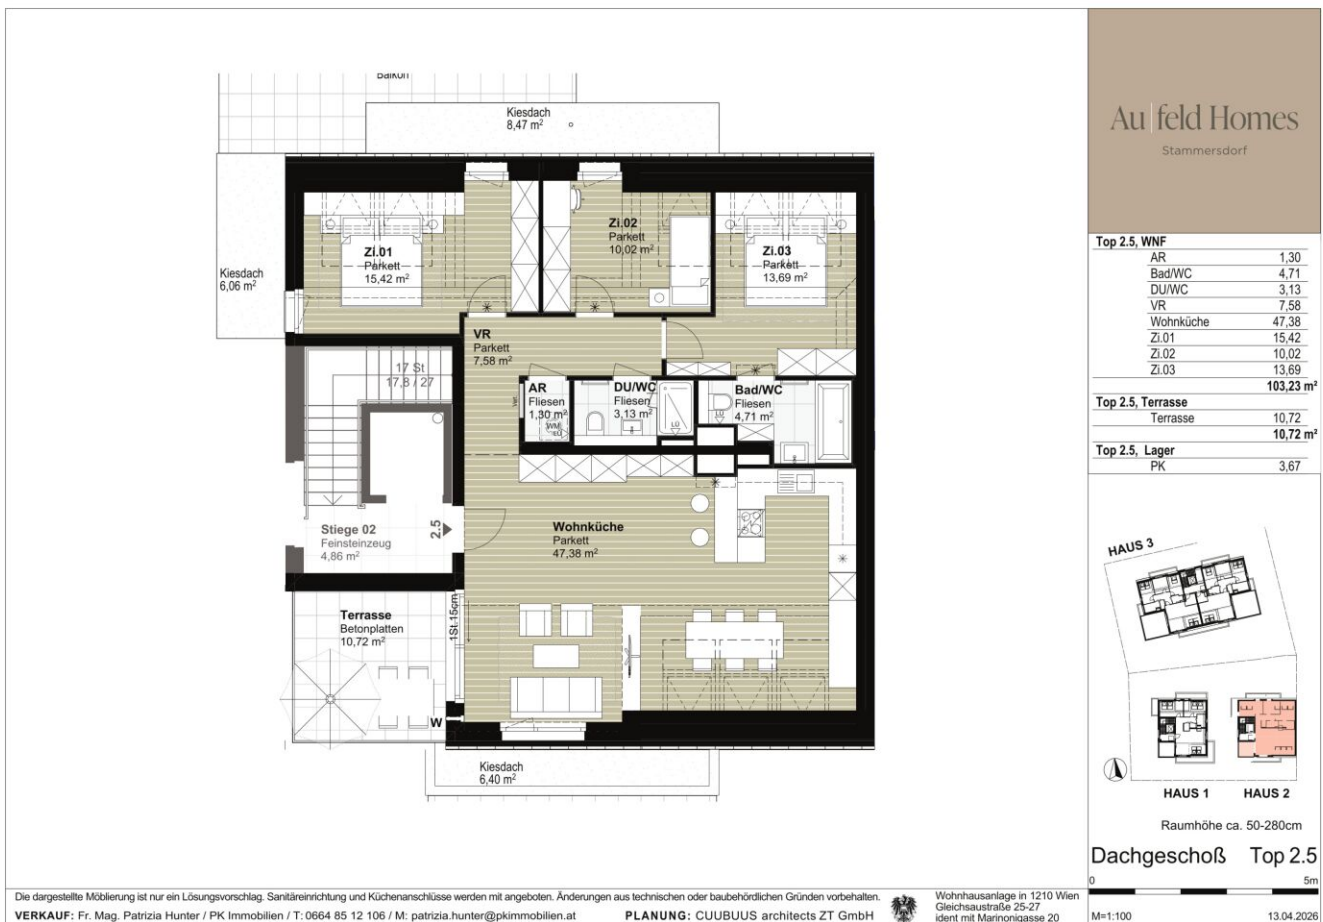 Balkon
Kiesdach
8,47 m²
Kiesdach
6,06 m²
Zi.01
Parkett
15,42 m²
Zi.02
Parkett
10,02 m²
Zi.03
Parkett
13,69 m²
VR
Parkett
7,58 m²
17 St
17,8 / 27
AR
Fliesen
1,30 m²
WM
DU/WC
Fliesen
3,13 m²
LÜ
Bad/WC
Fliesen
4,71 m²
LÜ
Stiege 02
Feinsteinzeug
4,86 m²
2.5
Wohnküche
Parkett
47,38 m²
Terrasse
Betonplatten
10,72 m²
1St.15cm
W
Kiesdach
6,40 m²
Au|feld Homes
Stammersdorf
Top 2.5, WNF
AR 1,30
Bad/WC 4,71
DU/WC 3,13
VR 7,58
Wohnküche 47,38
Zi.01 15,42
Zi.02 10,02
Zi.03 13,69
103,23 m²
Top 2.5, Terrasse
Terrasse 10,72
10,72 m²
Top 2.5, Lager
PK 3,67
HAUS 3
HAUS 1 HAUS 2
Raumhöhe ca. 50-280cm
Dachgeschoß Top 2.5
0 5m
M=1:100 13.04.2026
Die dargestellte Möblierung ist nur ein Lösungsvorschlag. Sanitäreinrichtung und Küchenanschlüsse werden mit angeboten. Änderungen aus technischen oder baubehördlichen Gründen vorbehalten.
VERKAUF: Fr. Mag. Patrizia Hunter / PK Immobilien / T: 0664 85 12 106 / M: patrizia.hunter@pkimmobilien.at PLANUNG: CUUBUUS architects ZT GmbH
Wohnhausanlage in 1210 Wien
Gleichsaustraße 25-27
ident mit Marinonigasse 20